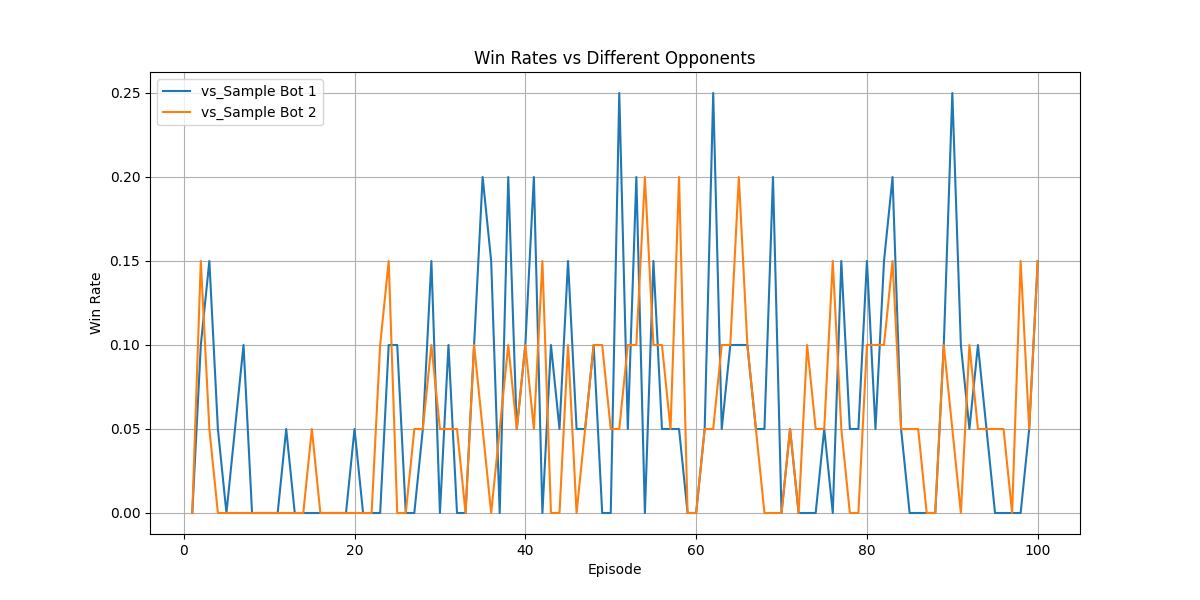 Win Rates vs Different Opponents
vs_Sample Bot 1
vs_Sample Bot 2
Win Rate
0.25
0.20
0.15
0.10
0.05
0.00
0 20 40 60 80 100
Episode